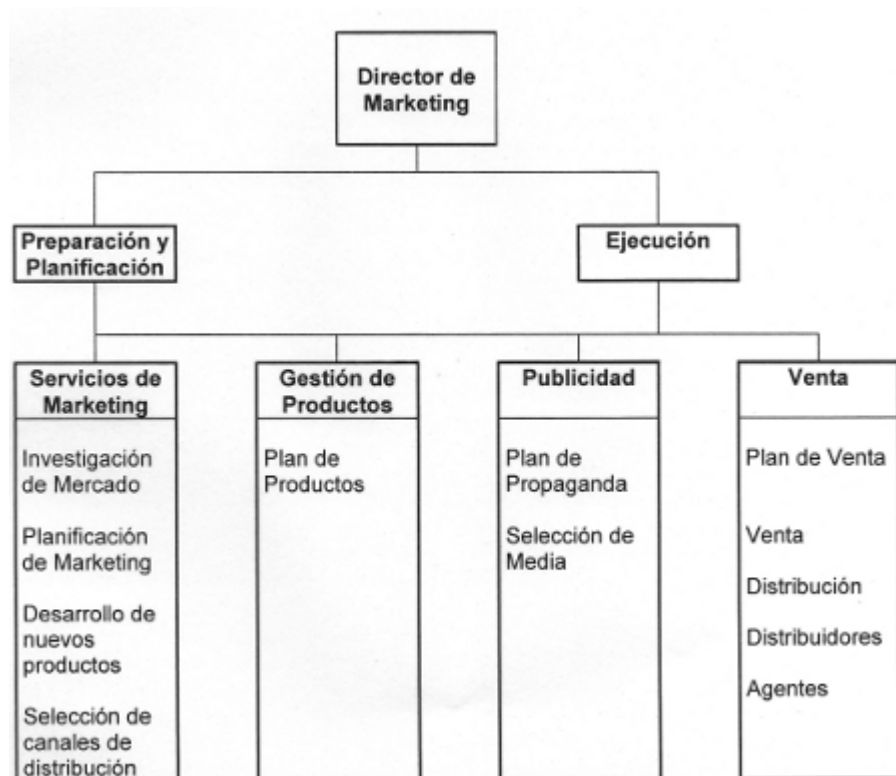 Director de
Marketing
Preparación y
Planificación
Ejecución
Servicios de
Marketing
Investigación
de Mercado
Planificación
de Marketing
Desarrollo de
nuevos
productos
Selección de
canales de
distribución
Gestión de
Productos
Plan de
Productos
Publicidad
Plan de
Propaganda
Selección de
Media
Venta
Plan de Venta
Venta
Distribución
Distribuidores
Agentes